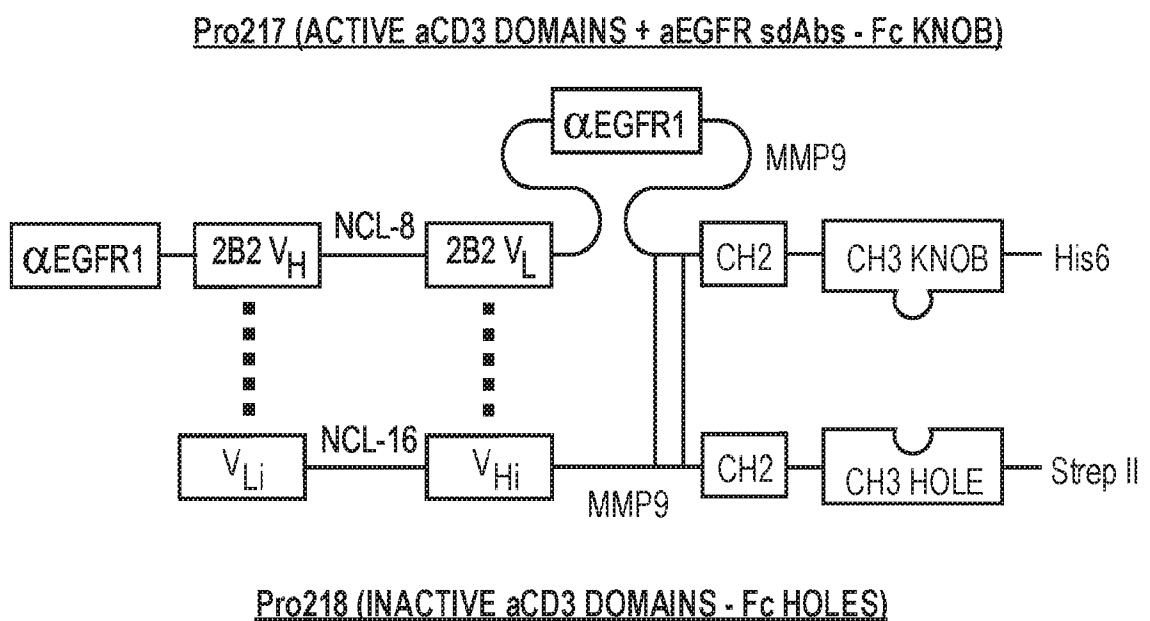 Pro217 (ACTIVE aCD3 DOMAINS + aEGFR sdAbs - Fc KNOB)
αEGFR1
MMP9
αEGFR1
2B2 VH
NCL-8
2B2 VL
CH2
CH3 KNOB
His6
VLi
NCL-16
VHi
MMP9
CH2
CH3 HOLE
Strep II
Pro218 (INACTIVE aCD3 DOMAINS - Fc HOLES)